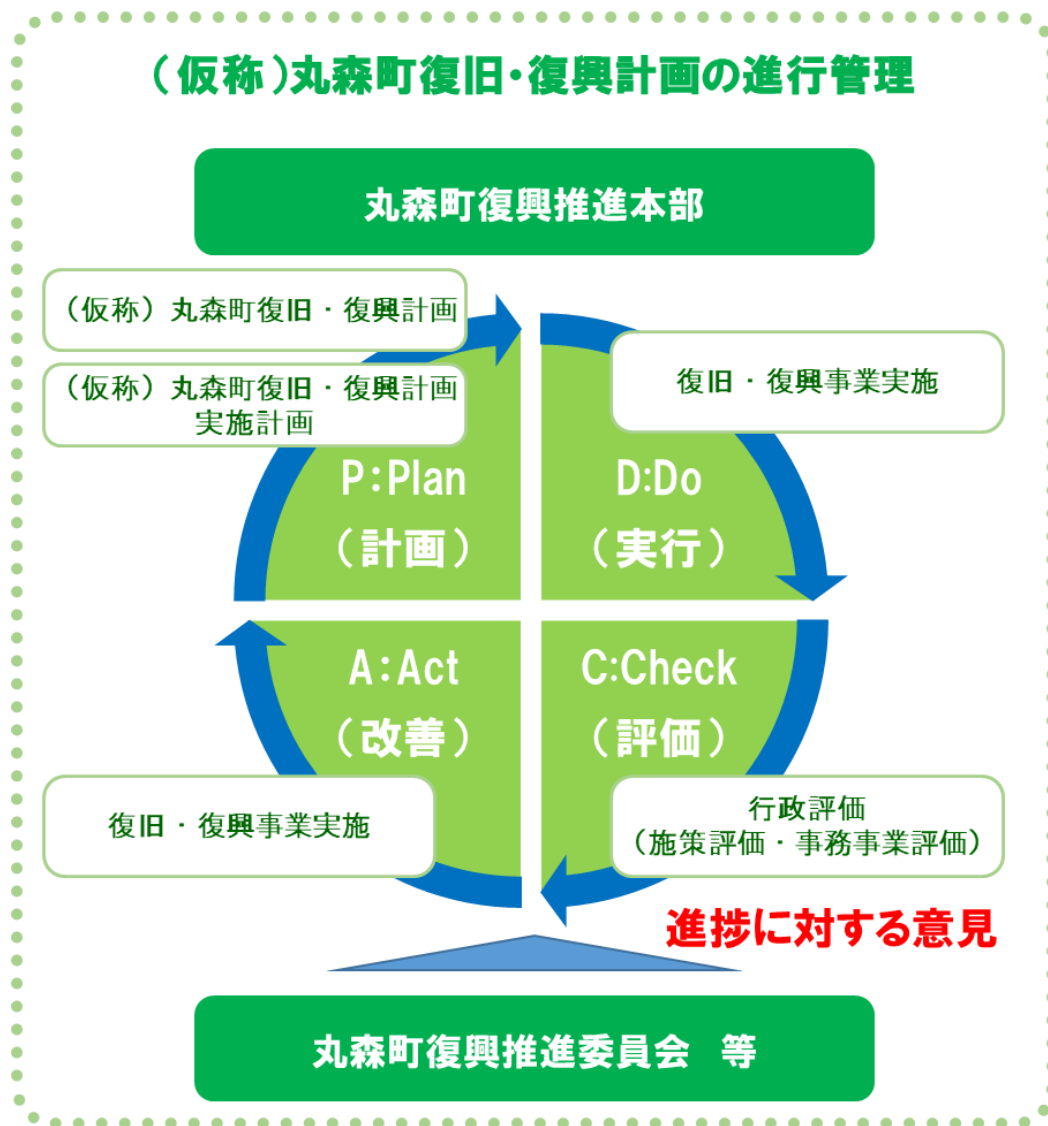 （仮称）丸森町復旧・復興計画の進行管理
丸森町復興推進本部
（仮称）丸森町復旧・復興計画
（仮称）丸森町復旧・復興計画
実施計画
復旧・復興事業実施
P:Plan
（計画）
D:Do
（実行）
A:Act
（改善）
C:Check
（評価）
復旧・復興事業実施
行政評価
（施策評価・事務事業評価）
進捗に対する意見
丸森町復興推進委員会　等